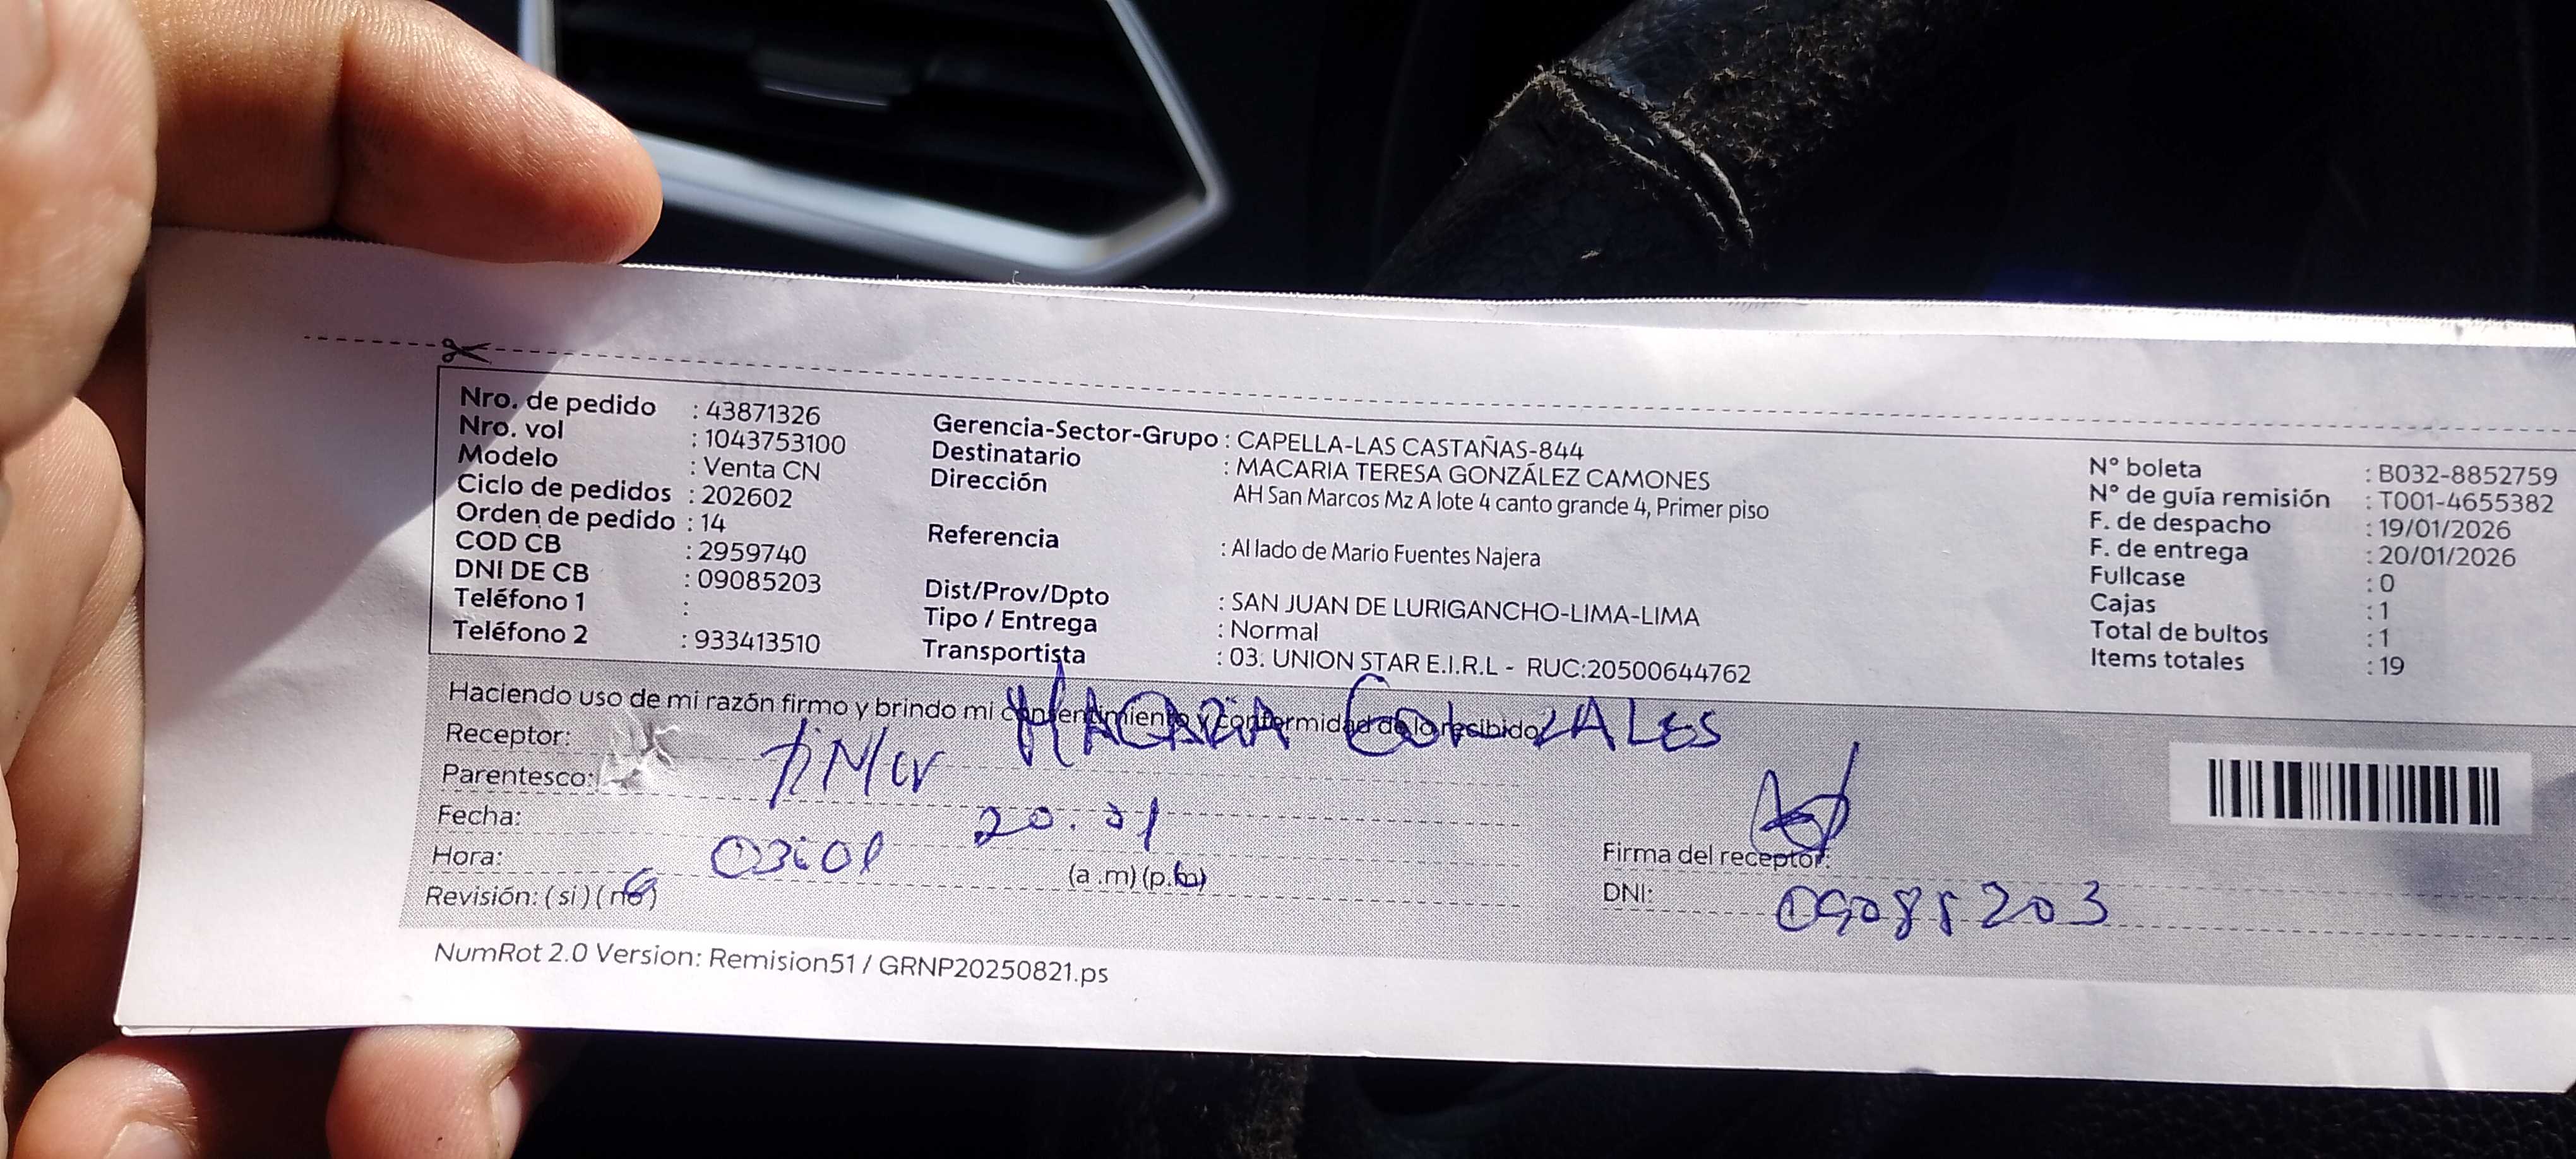 Nro. de pedido : 43871326
Nro. vol : 1043753100
Modelo : Venta CN
Ciclo de pedidos : 202602
Orden de pedido : 14
COD CB : 2959740
DNI DE CB : 09085203
Teléfono 1 :
Teléfono 2 : 933413510
Gerencia-Sector-Grupo : CAPELLA-LAS CASTAÑAS-844
Destinatario : MACARIA TERESA GONZÁLEZ CAMONES
Dirección AH San Marcos Mz A lote 4 canto grande 4, Primer piso
Referencia : Al lado de Mario Fuentes Najera
Dist/Prov/Dpto : SAN JUAN DE LURIGANCHO-LIMA-LIMA
Tipo / Entrega : Normal
Transportista : 03. UNION STAR E.I.R.L - RUC:20500644762
N° boleta : B032-8852759
N° de guía remisión : T001-4655382
F. de despacho : 19/01/2026
F. de entrega : 20/01/2026
Fullcase : 0
Cajas : 1
Total de bultos : 1
Items totales : 19
Haciendo uso de mi razón firmo y brindo mi consentimiento y conformidad de lo recibido
Receptor: MACARIA GONZALES
Parentesco:
Fecha: 20.01
Hora: 03:01 (a.m) (p.m)
Revisión: (si) (no)
Firma del receptor:
DNI: 09085203
NumRot 2.0 Version: Remision51 / GRNP20250821.ps